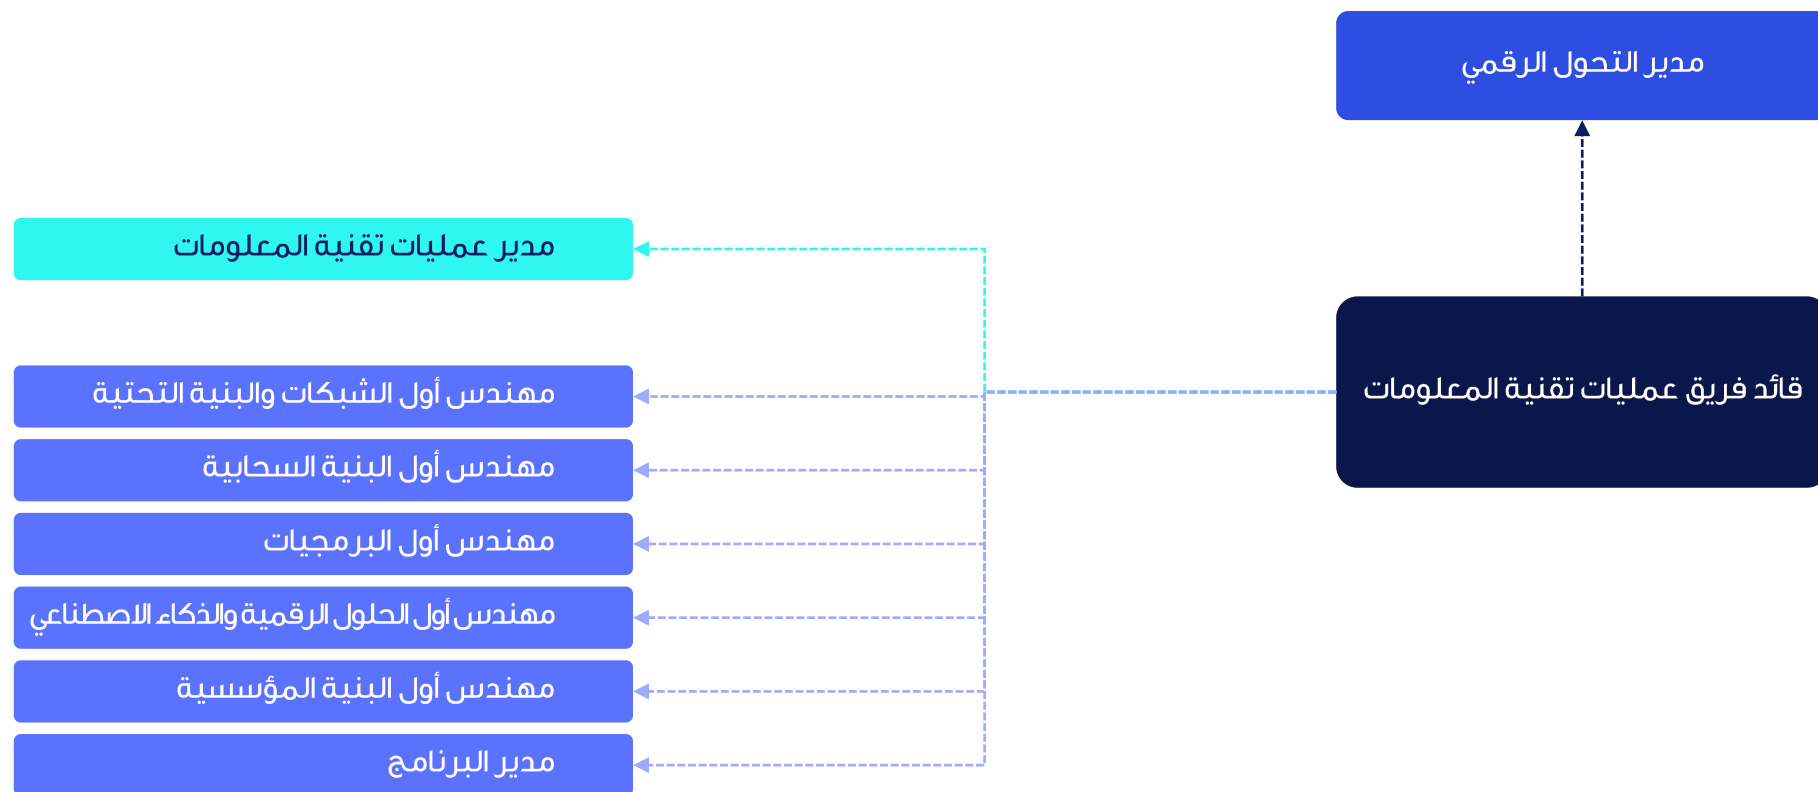 مدير التحول الرقمي
قائد فريق عمليات تقنية المعلومات
مدير عمليات تقنية المعلومات
مهندس أول الشبكات والبنية التحتية
مهندس أول البنية السحابية
مهندس أول البرمجيات
مهندس أول الحلول الرقمية والذكاء الاصطناعي
مهندس أول البنية المؤسسية
مدير البرنامج